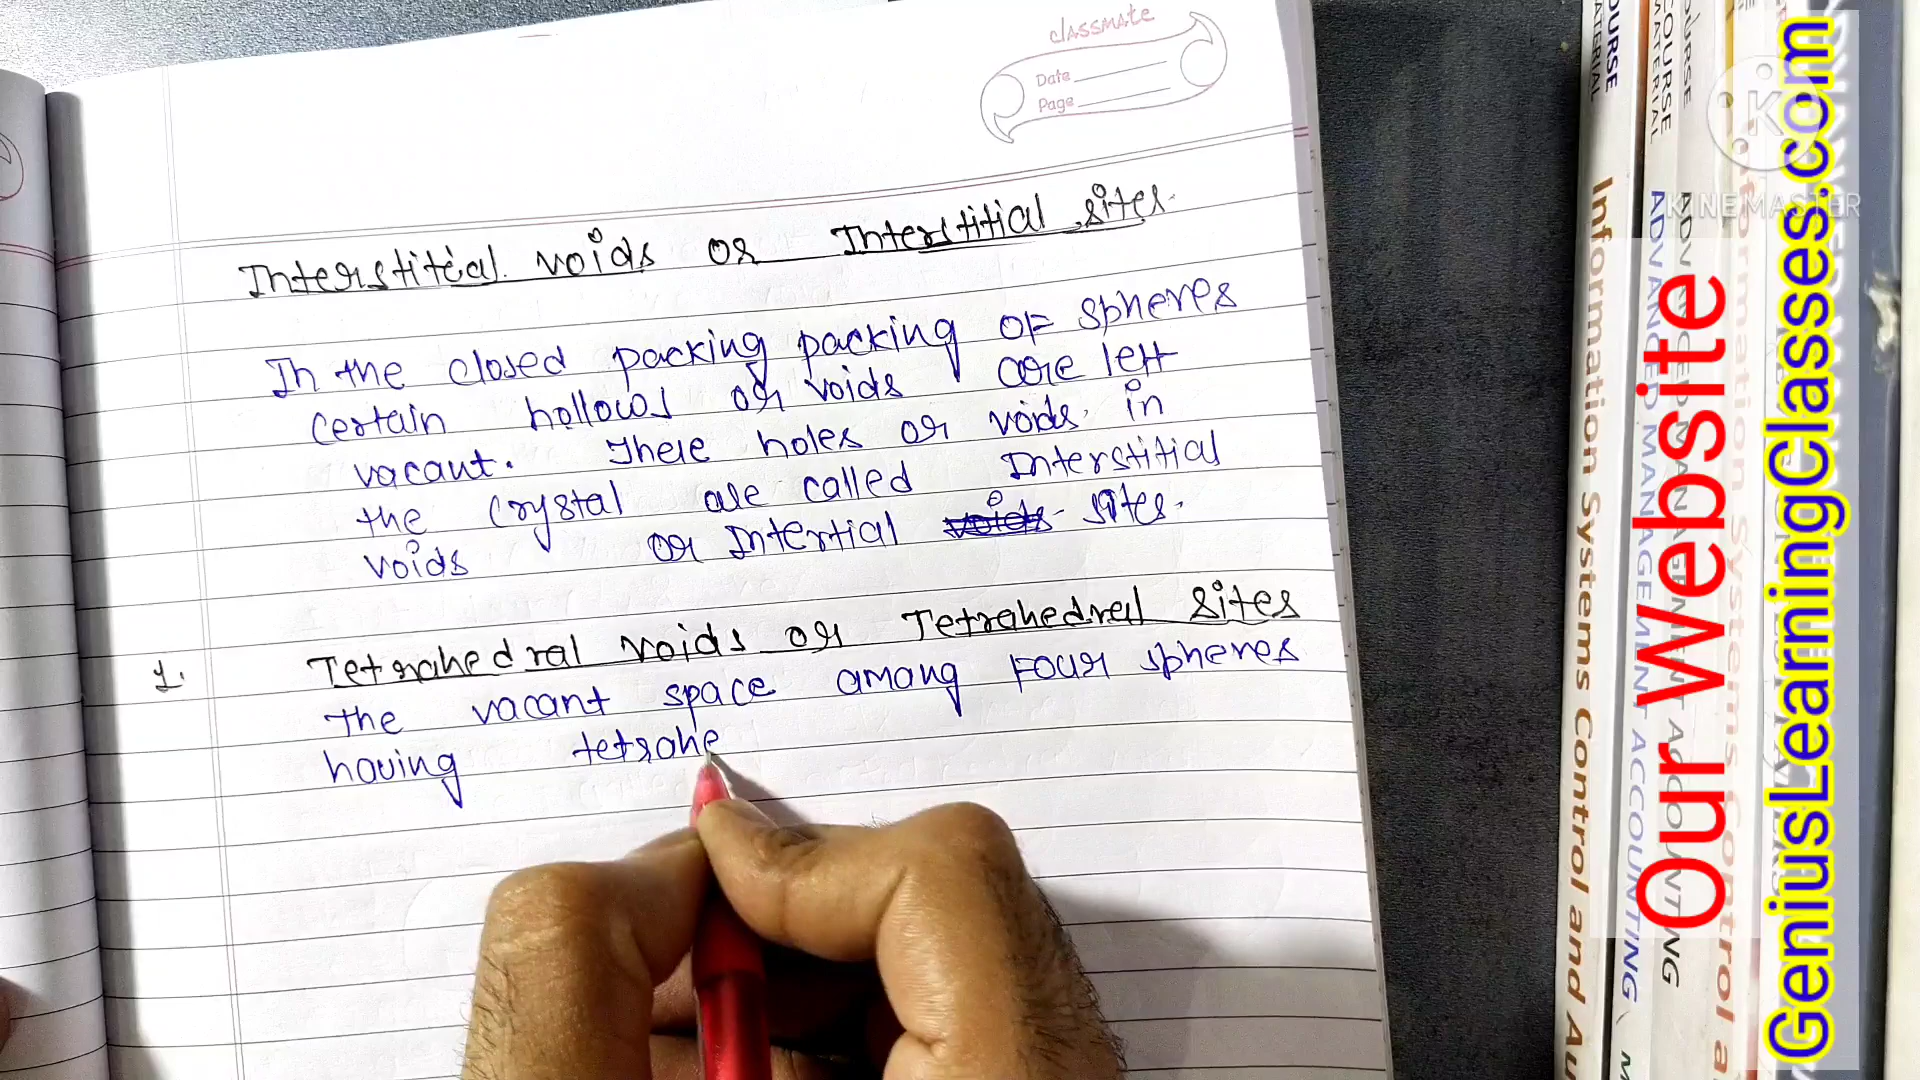 classmate
Date
Page
Interstitial voids or Interstitial sites.
In the closed packing packing of spheres
certain hollows or voids are left
vacant. These holes or voids in
the crystal are called Interstitial
voids or Intertial voids sites.
1. Tetrahedral voids or Tetrahedral sites
the vacant space among Four spheres
having tetrahe
Our Website
GeniusLearningClasses.com
KINEMASTER
COURSE
MATERIAL
Information Systems Control and Au
ADVANCED MANAGEMENT ACCOUNTING